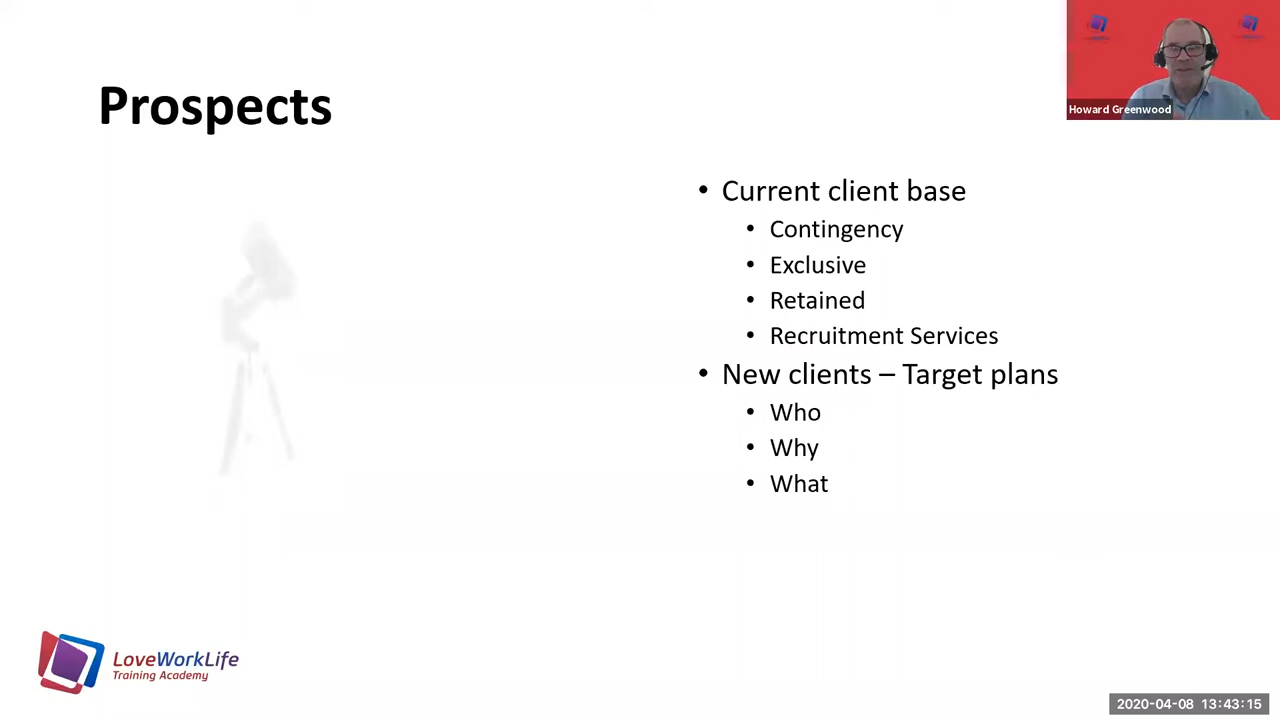 Prospects
Howard Greenwood
• Current client base
• Contingency
• Exclusive
• Retained
• Recruitment Services
• New clients – Target plans
• Who
• Why
• What
LoveWorkLife
Training Academy
2020-04-08 13:43:15